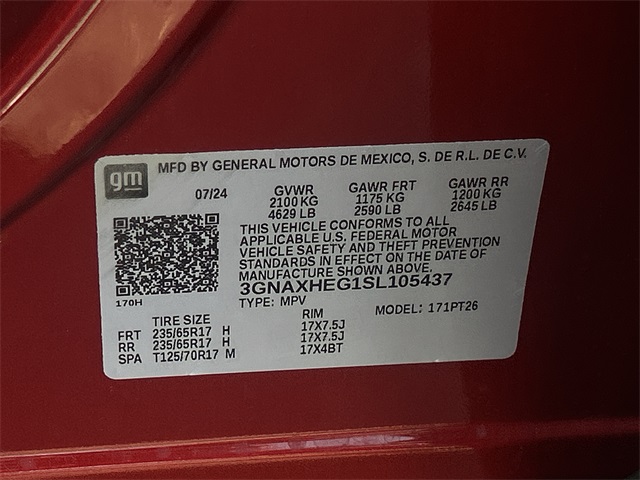 gm
MFD BY GENERAL MOTORS DE MEXICO, S. DE R.L. DE C.V.
07/24 GVWR GAWR FRT GAWR RR
2100 KG 1175 KG 1200 KG
4629 LB 2590 LB 2645 LB
THIS VEHICLE CONFORMS TO ALL
APPLICABLE U.S. FEDERAL MOTOR
VEHICLE SAFETY AND THEFT PREVENTION
STANDARDS IN EFFECT ON THE DATE OF
MANUFACTURE SHOWN ABOVE.
3GNAXHEG1SL105437
170H
TYPE: MPV MODEL: 171PT26
TIRE SIZE RIM
FRT 235/65R17 H 17X7.5J
RR 235/65R17 H 17X7.5J
SPA T125/70R17 M 17X4BT